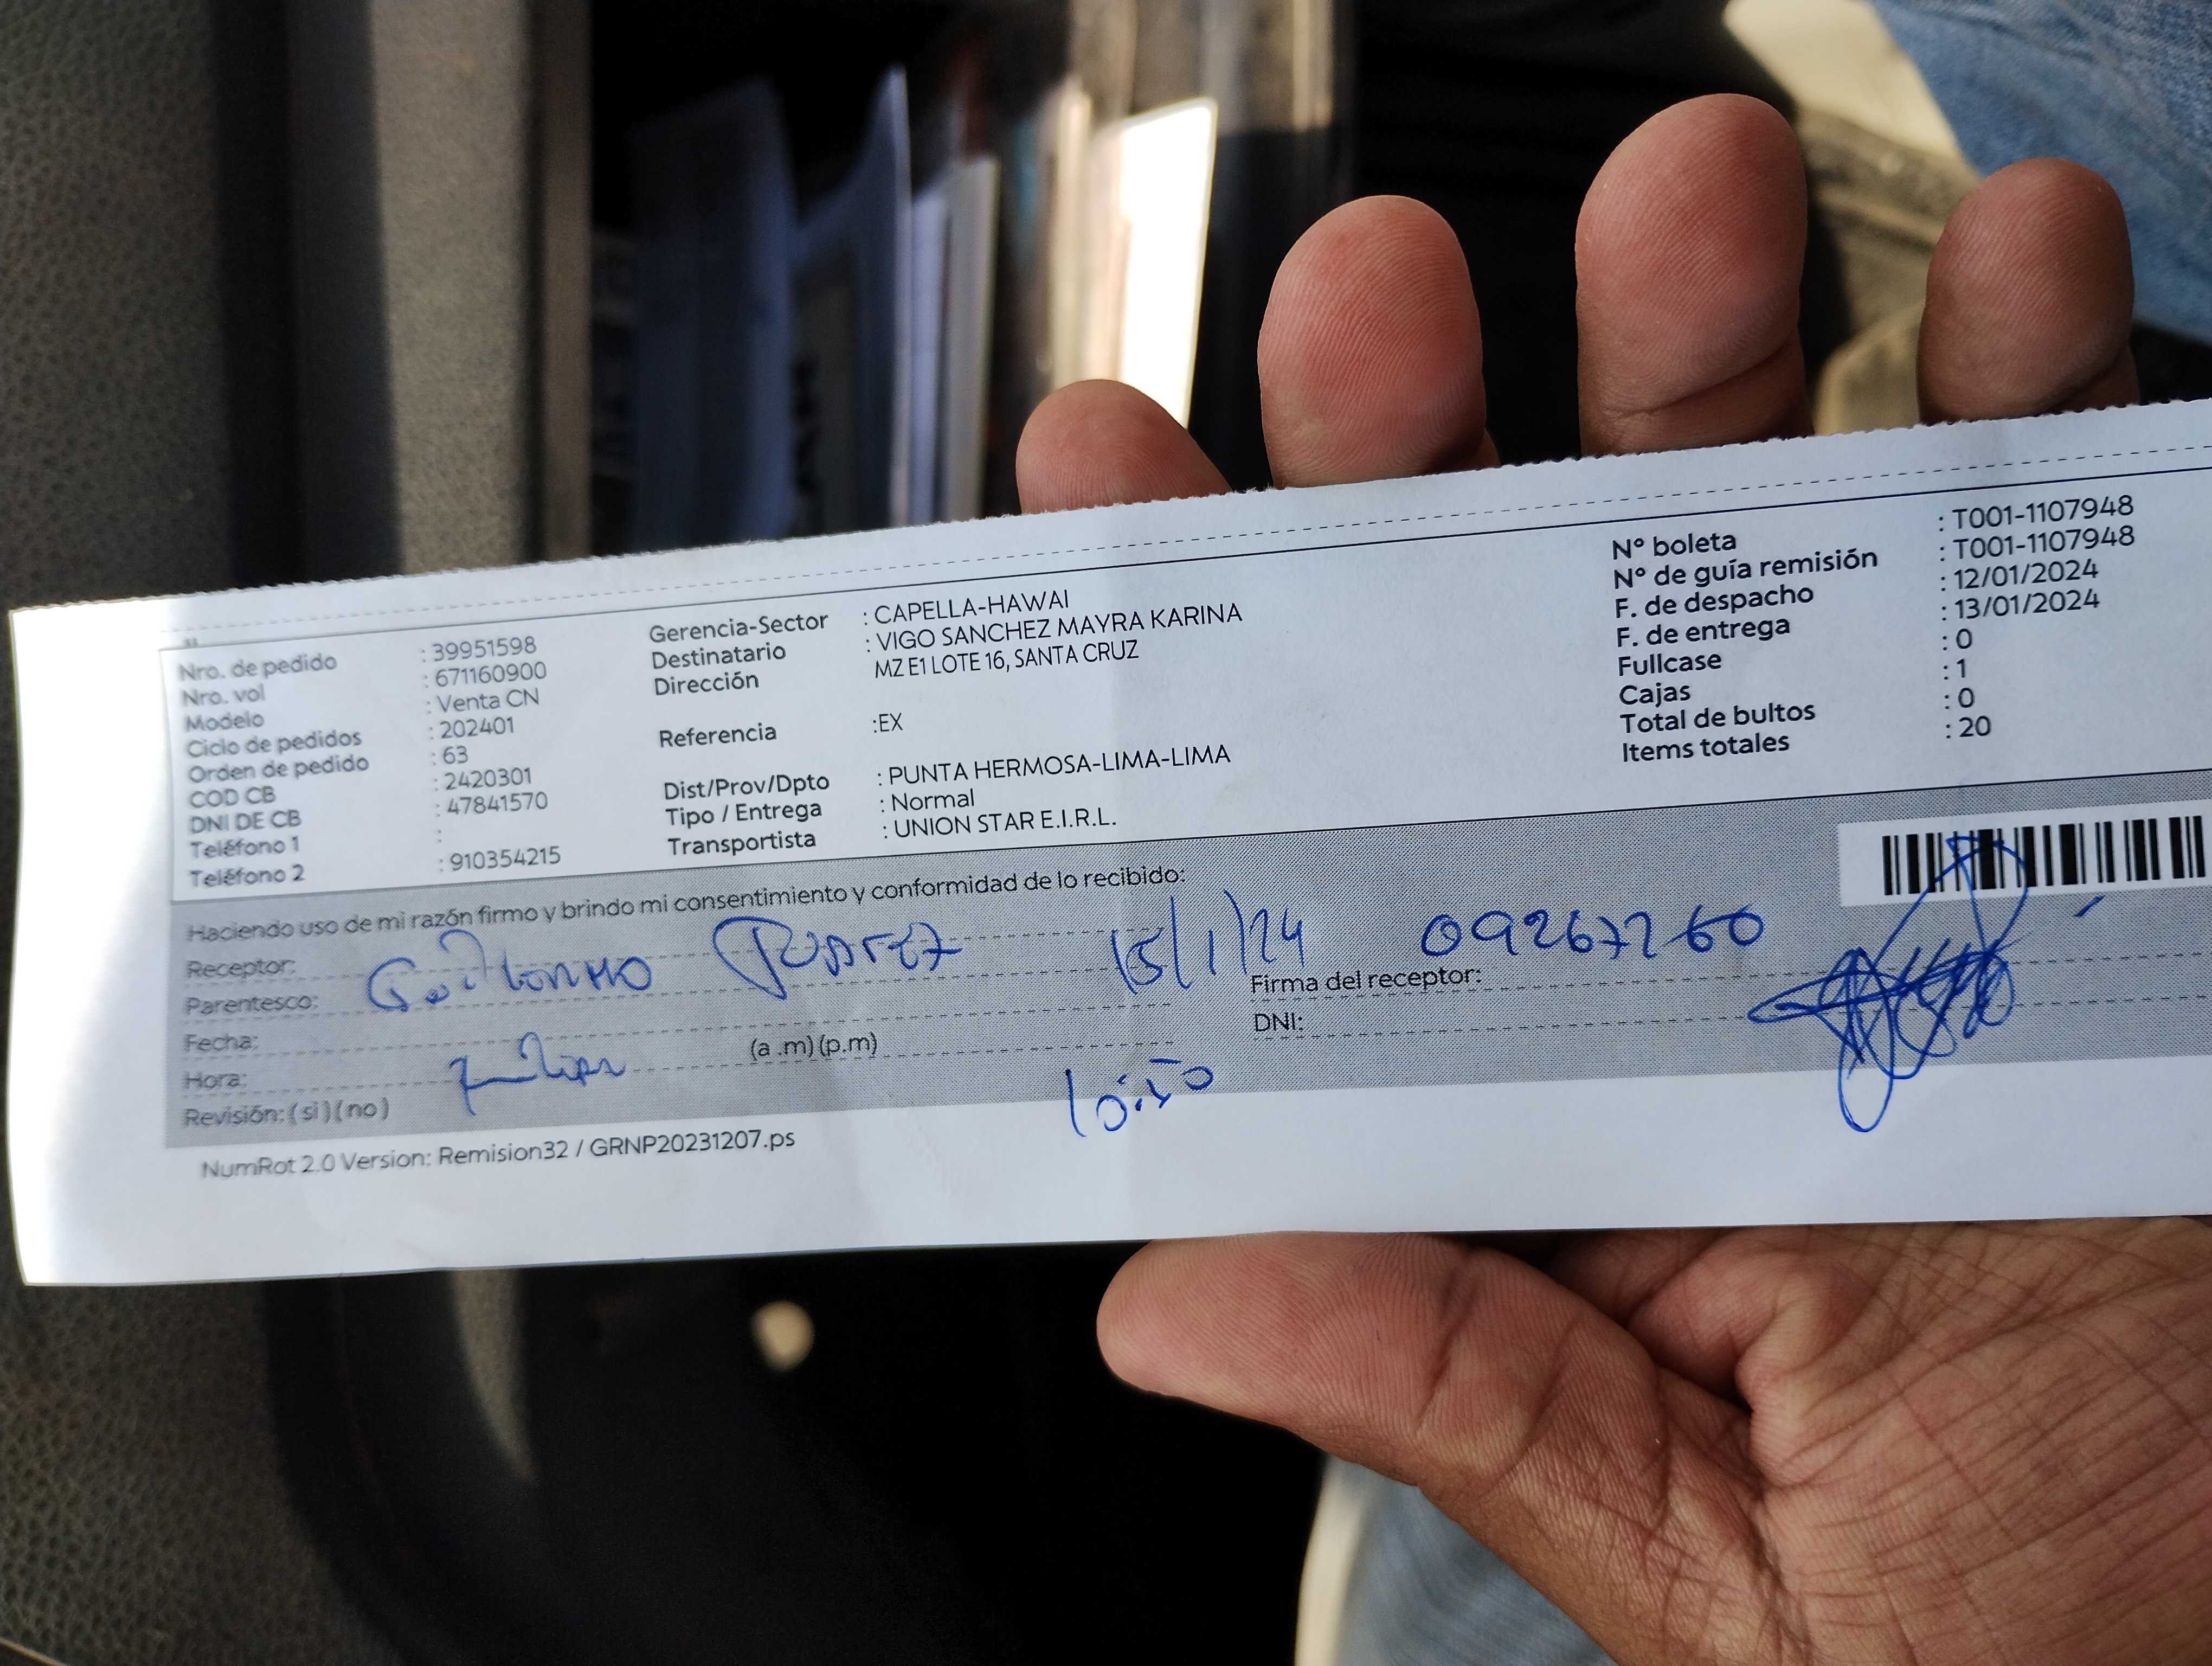 Nro. de pedido : 39951598
Nro. vol : 671160900
Modelo : Venta CN
Ciclo de pedidos : 202401
Orden de pedido : 63
COD CB : 2420301
DNI DE CB : 47841570
Teléfono 1 :
Teléfono 2 : 910354215
Gerencia-Sector : CAPELLA-HAWAI
Destinatario : VIGO SANCHEZ MAYRA KARINA
Dirección MZ E1 LOTE 16, SANTA CRUZ
Referencia :EX
Dist/Prov/Dpto : PUNTA HERMOSA-LIMA-LIMA
Tipo / Entrega : Normal
Transportista : UNION STAR E.I.R.L.
N° boleta : T001-1107948
N° de guía remisión : T001-1107948
F. de despacho : 12/01/2024
F. de entrega : 13/01/2024
Fullcase : 0
Cajas : 1
Total de bultos : 0
Items totales : 20
Haciendo uso de mi razón firmo y brindo mi consentimiento y conformidad de lo recibido:
Receptor:
Parentesco:
15/1/24 09267260
Firma del receptor:
Fecha:
DNI:
Hora: (a .m) (p.m)
Revisión: ( si ) ( no )
NumRot 2.0 Version: Remision32 / GRNP20231207.ps